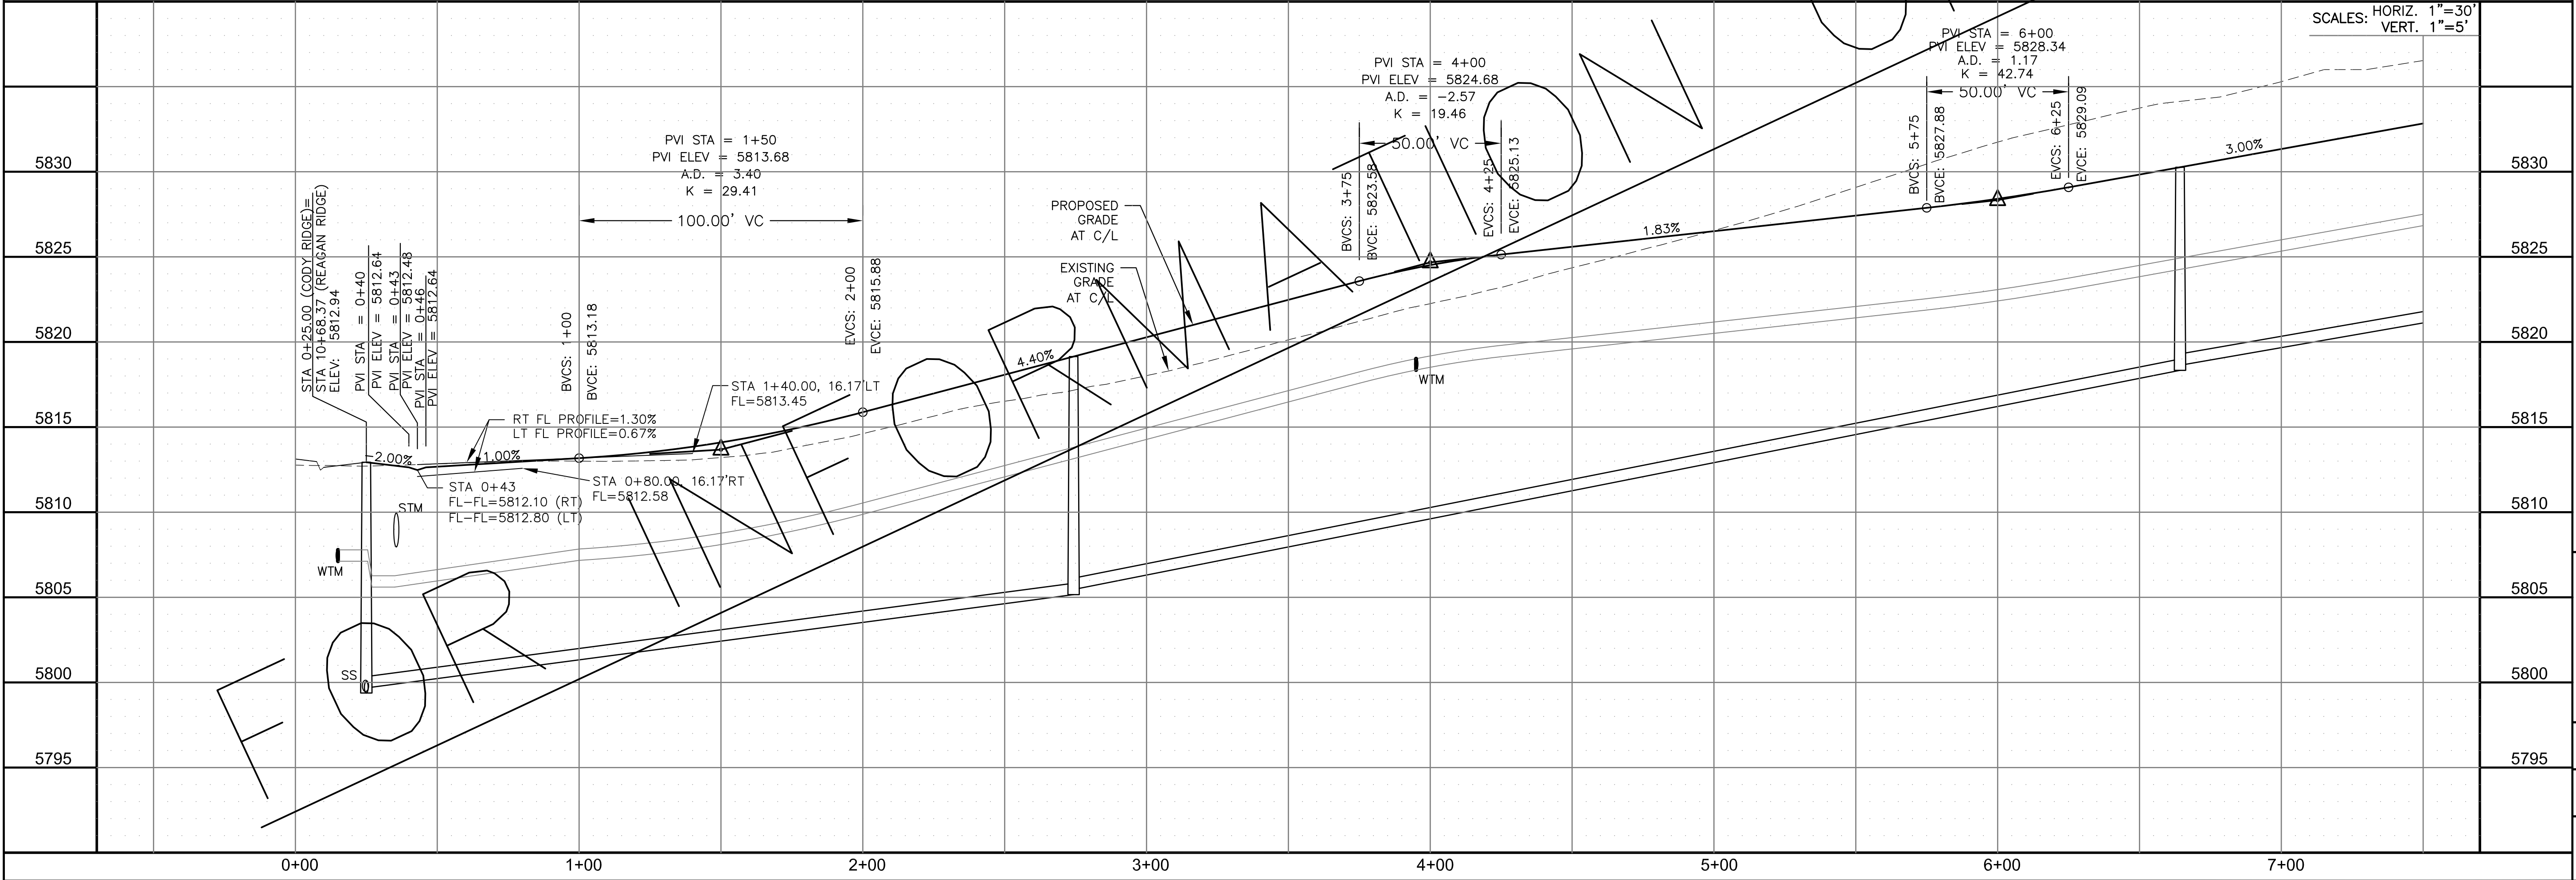 SCALES: HORIZ. 1"=30'
VERT. 1"=5'
PVI STA = 6+00
PVI ELEV = 5828.34
A.D. = 1.17
K = 42.74
50.00' VC
BVCS: 5+75
BVCE: 5827.88
EVCS: 6+25
EVCE: 5829.09
PVI STA = 4+00
PVI ELEV = 5824.68
A.D. = -2.57
K = 19.46
50.00' VC
BVCS: 3+75
BVCE: 5823.58
EVCS: 4+25
EVCE: 5825.13
PVI STA = 1+50
PVI ELEV = 5813.68
A.D. = 3.40
K = 29.41
100.00' VC
BVCS: 1+00
BVCE: 5813.18
EVCS: 2+00
EVCE: 5815.88
STA 0+25.00 (CODY RIDGE)=
STA 10+68.37 (REAGAN RIDGE)
ELEV: 5812.94
PVI STA = 0+40
PVI ELEV = 5812.64
PVI STA = 0+43
PVI ELEV = 5812.48
PVI STA = 0+46
PVI ELEV = 5812.64
PROPOSED
GRADE
AT C/L
EXISTING
GRADE
AT C/L
3.00%
1.83%
4.40%
STA 1+40.00, 16.17'LT
FL=5813.45
RT FL PROFILE=1.30%
LT FL PROFILE=0.67%
-2.00%
1.00%
STA 0+80.00, 16.17'RT
FL=5812.58
STA 0+43
FL-FL=5812.10 (RT)
FL-FL=5812.80 (LT)
STM
WTM
WTM
SS
FOR INFORMATION
5830
5825
5820
5815
5810
5805
5800
5795
5830
5825
5820
5815
5810
5805
5800
5795
0+00
1+00
2+00
3+00
4+00
5+00
6+00
7+00